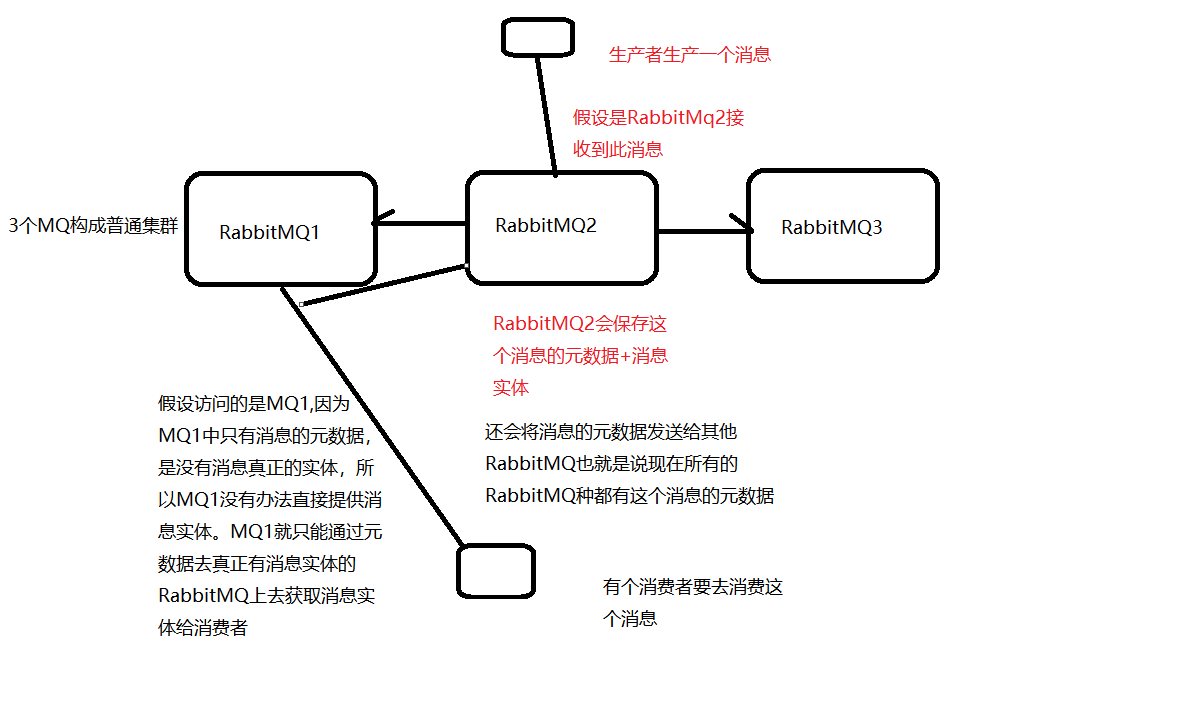 生产者生产一个消息
假设是RabbitMq2接
收到此消息
3个MQ构成普通集群
RabbitMQ1
RabbitMQ2
RabbitMQ3
RabbitMQ2会保存这
个消息的元数据+消息
实体
假设访问的是MQ1,因为
MQ1中只有消息的元数据，
是没有消息真正的实体，所
以MQ1没有办法直接提供消
息实体。MQ1就只能通过元
数据去真正有消息实体的
RabbitMQ上去获取消息实
体给消费者
还会将消息的元数据发送给其他
RabbitMQ也就是说现在所有的
RabbitMQ种都有这个消息的元数据
有个消费者要去消费这
个消息